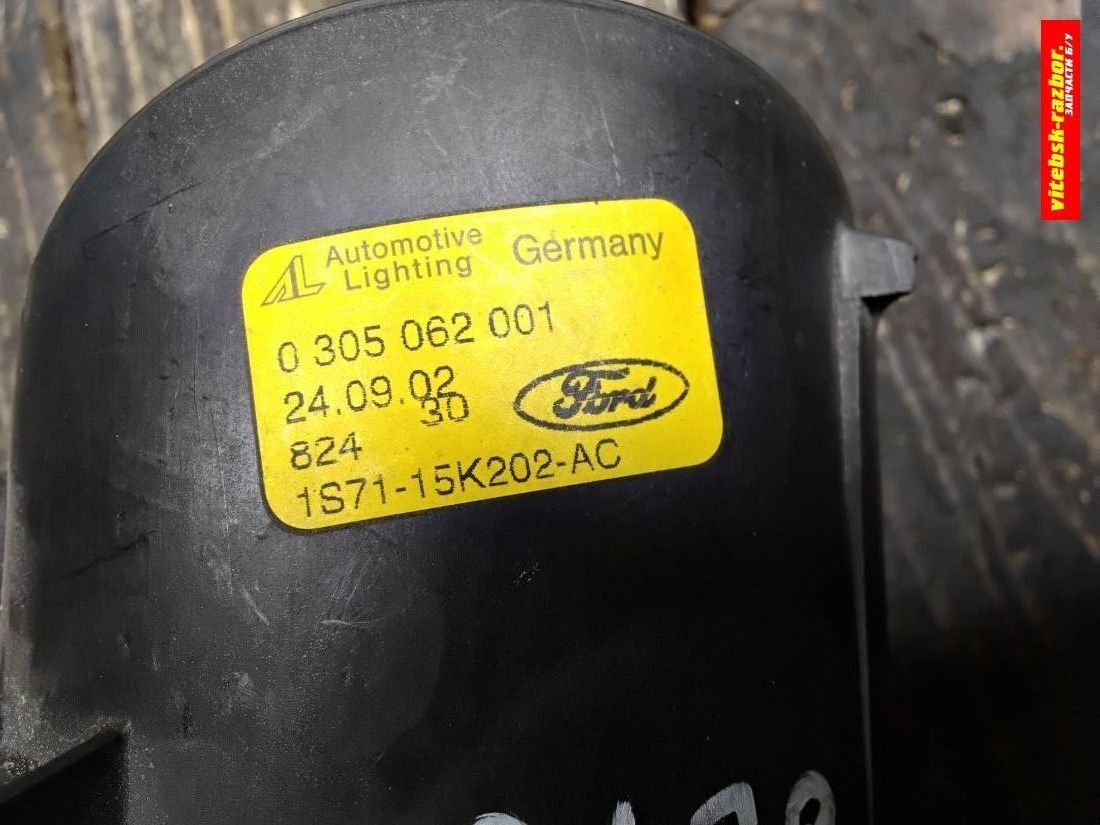 AL Automotive Lighting Germany
0 305 062 001
24.09.02
30
Ford
824
1S71-15K202-AC
vitebsk-razbor.
ЗАПЧАСТИ Б/У